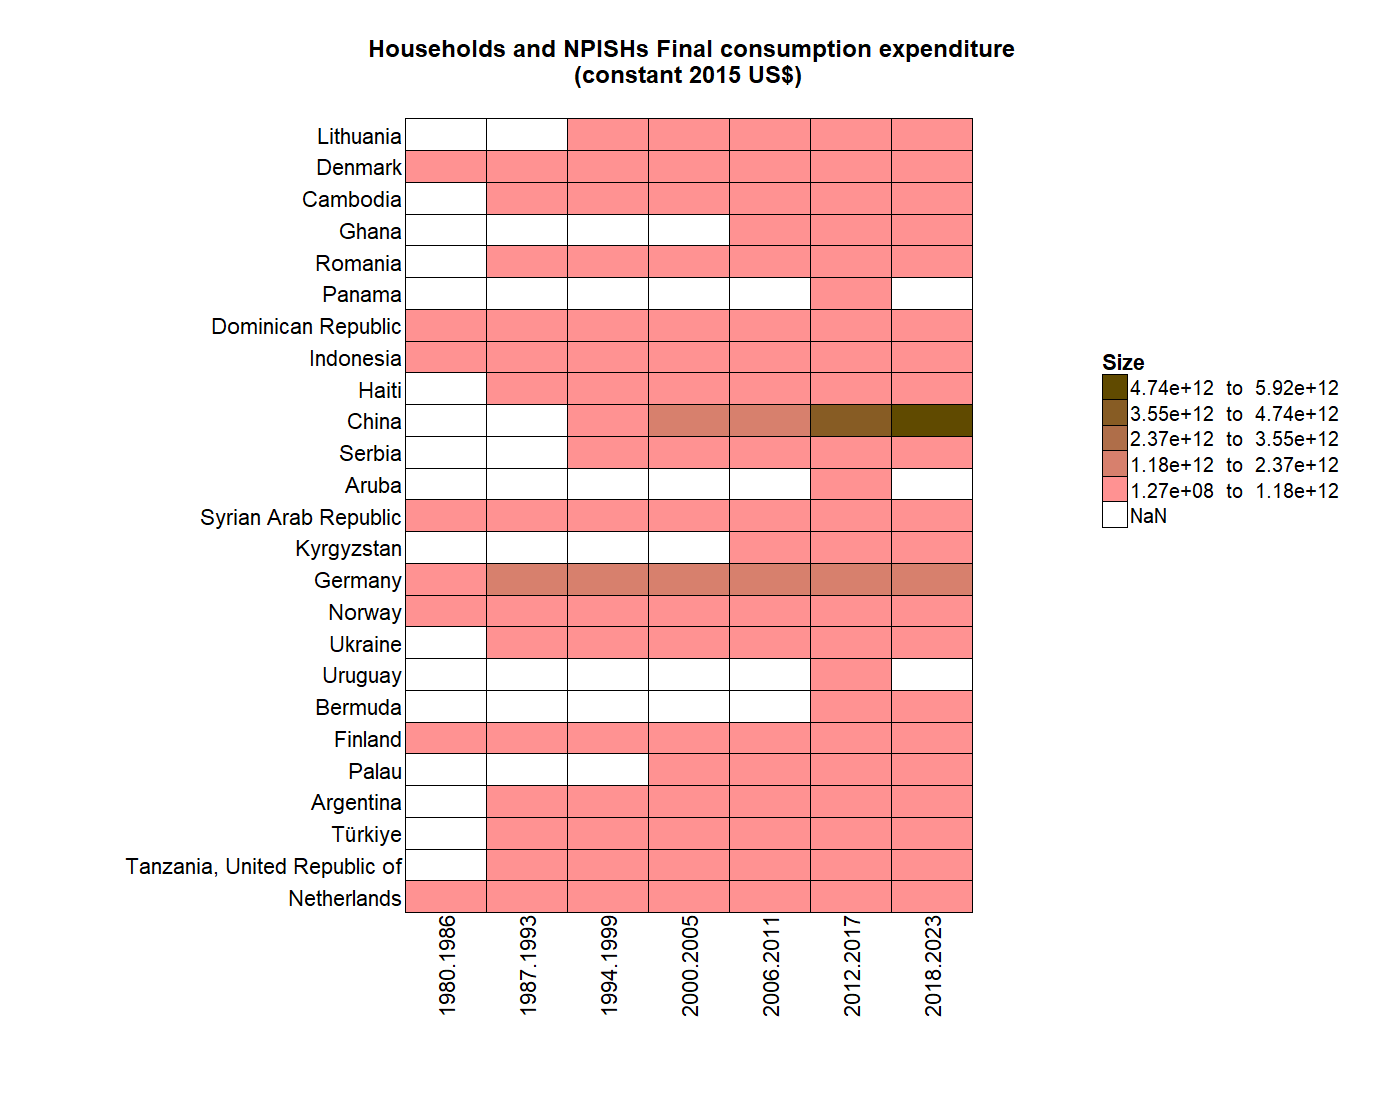 Households and NPISHs Final consumption expenditure
(constant 2015 US$)
Lithuania
Denmark
Cambodia
Ghana
Romania
Panama
Dominican Republic
Indonesia
Haiti
China
Serbia
Aruba
Syrian Arab Republic
Kyrgyzstan
Germany
Norway
Ukraine
Uruguay
Bermuda
Finland
Palau
Argentina
Türkiye
Tanzania, United Republic of
Netherlands
1980.1986
1987.1993
1994.1999
2000.2005
2006.2011
2012.2017
2018.2023
Size
4.74e+12 to 5.92e+12
3.55e+12 to 4.74e+12
2.37e+12 to 3.55e+12
1.18e+12 to 2.37e+12
1.27e+08 to 1.18e+12
NaN